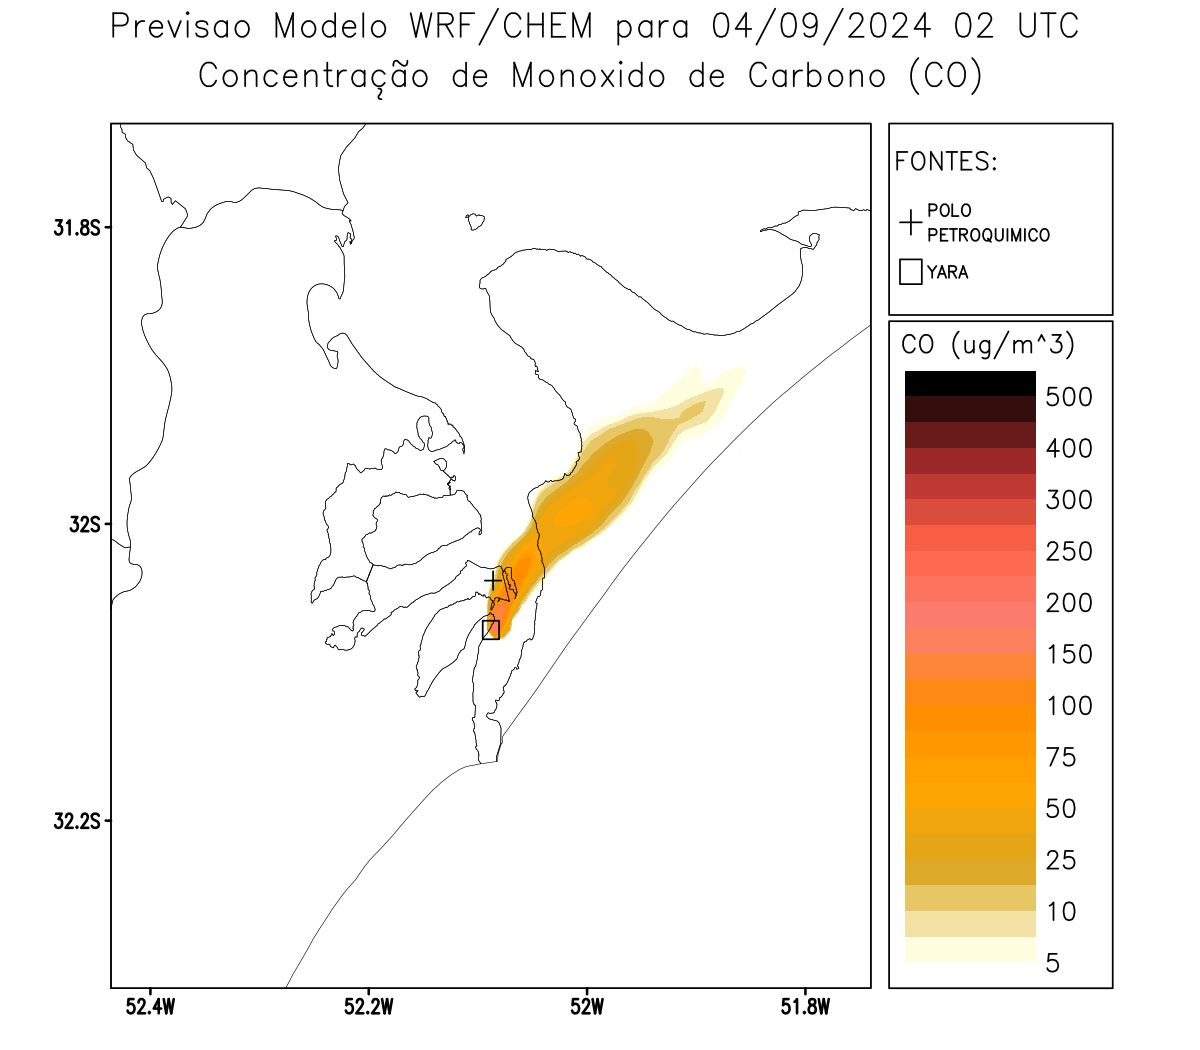 Previsao Modelo WRF/CHEM para 04/09/2024 02 UTC
Concentração de Monoxido de Carbono (CO)
FONTES:
POLO
PETROQUIMICO
YARA
CO (ug/m^3)
500
400
300
250
200
150
100
75
50
25
10
5
31.8S
32S
32.2S
52.4W
52.2W
52W
51.8W